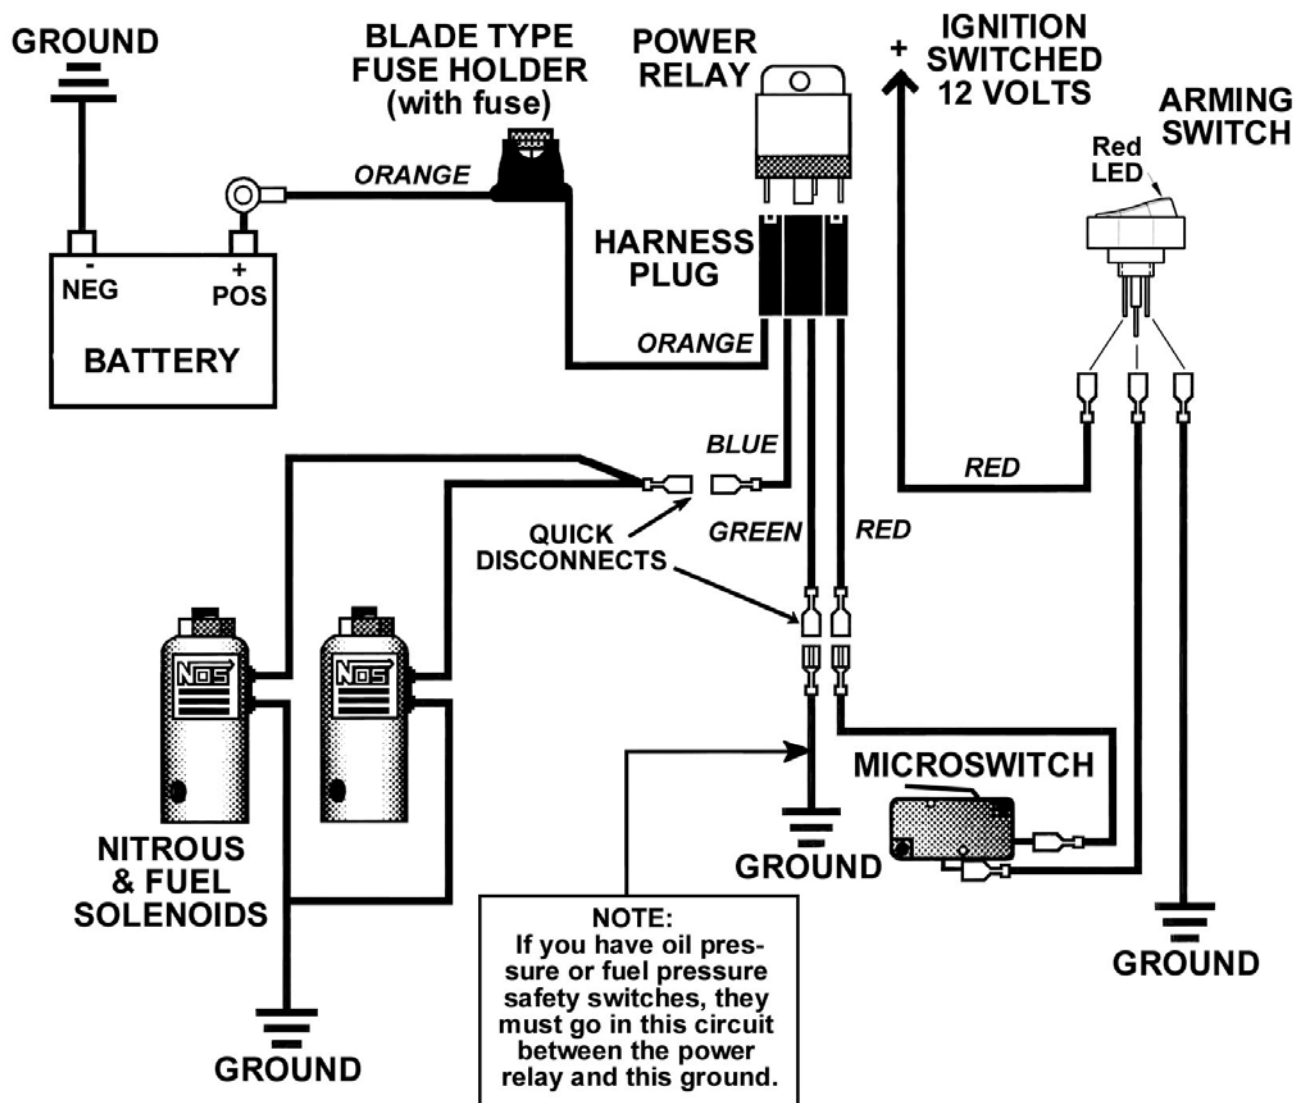 GROUND
BLADE TYPE
FUSE HOLDER
(with fuse)
POWER
RELAY
+
IGNITION
SWITCHED
12 VOLTS
ARMING
SWITCH
Red
LED
ORANGE
HARNESS
PLUG
-
NEG
+
POS
BATTERY
ORANGE
BLUE
RED
QUICK
DISCONNECTS
GREEN
RED
NOS
NOS
MICROSWITCH
NITROUS
& FUEL
SOLENOIDS
GROUND
GROUND
GROUND
NOTE:
If you have oil pres-
sure or fuel pressure
safety switches, they
must go in this circuit
between the power
relay and this ground.